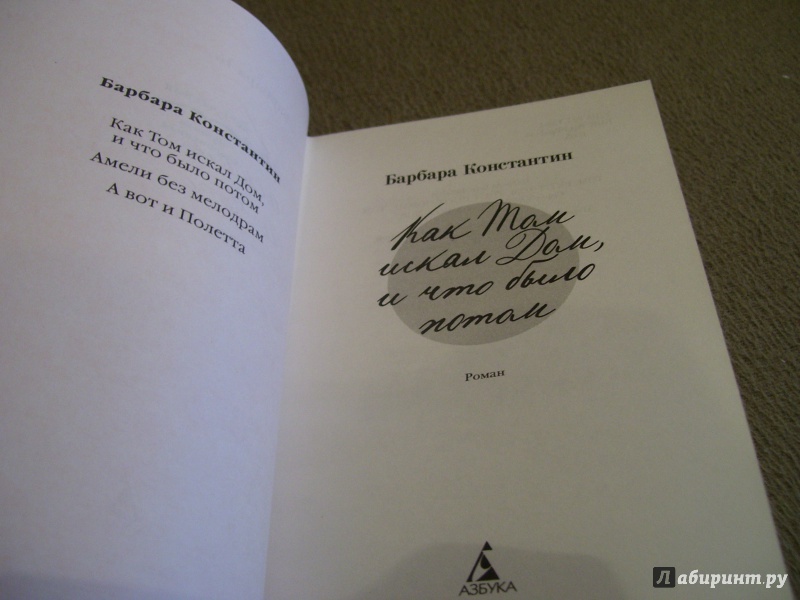 Барбара Константин
Как Том искал Дом,
и что было потом
Амели без мелодрам
А вот и Полетта
Барбара Константин
Как Том
искал Дом,
и что было
потом
Роман
АЗБУКА
Лабиринт.ру